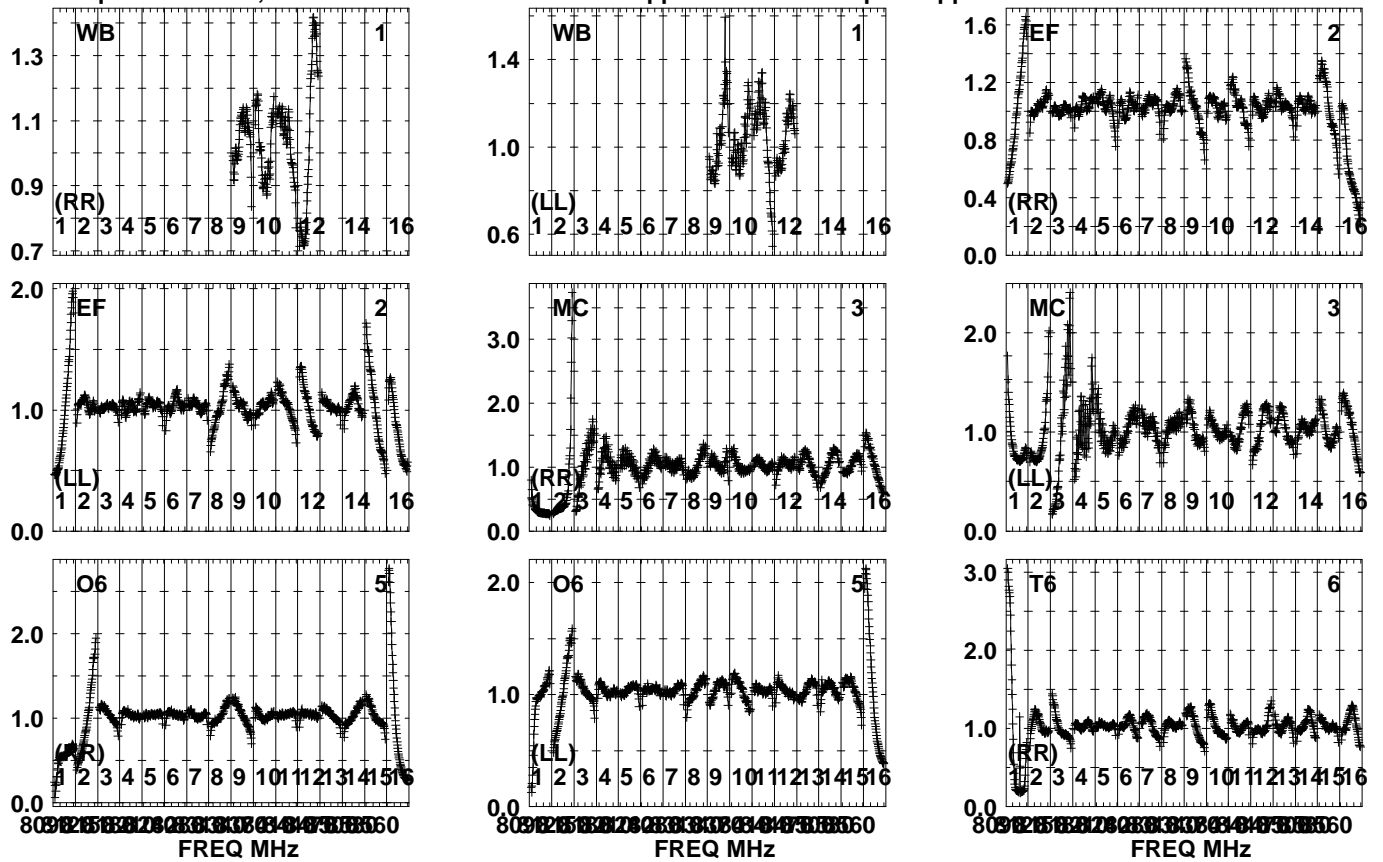 WB 1
1.3
1.1
0.9
0.7
(RR)
1 2 3 4 5 6 7 8 9 10 12 14 16
WB 1
1.4
1.0
0.6
(LL)
1 2 3 4 5 6 7 8 9 10 12 14 16
EF 2
1.6
1.2
0.8
0.4
0.0
(RR)
1 2 3 4 5 6 7 8 9 10 12 14 16
EF 2
2.0
1.0
0.0
(LL)
1 2 3 4 5 6 7 8 9 10 12 14 16
MC 3
3.0
2.0
1.0
0.0
(RR)
1 2 3 4 5 6 7 8 9 10 12 14 16
MC 3
2.0
1.0
0.0
(LL)
1 2 3 4 5 6 7 8 9 10 12 14 16
O6 5
2.0
1.0
0.0
(RR)
1 2 3 4 5 6 7 8 9 10 11 12 13 14 15 16
FREQ MHz
O6 5
2.0
1.0
0.0
(LL)
1 2 3 4 5 6 7 8 9 10 11 12 13 14 15 16
FREQ MHz
T6 6
3.0
2.0
1.0
0.0
(RR)
1 2 3 4 5 6 7 8 9 10 11 12 13 14 15 16
FREQ MHz